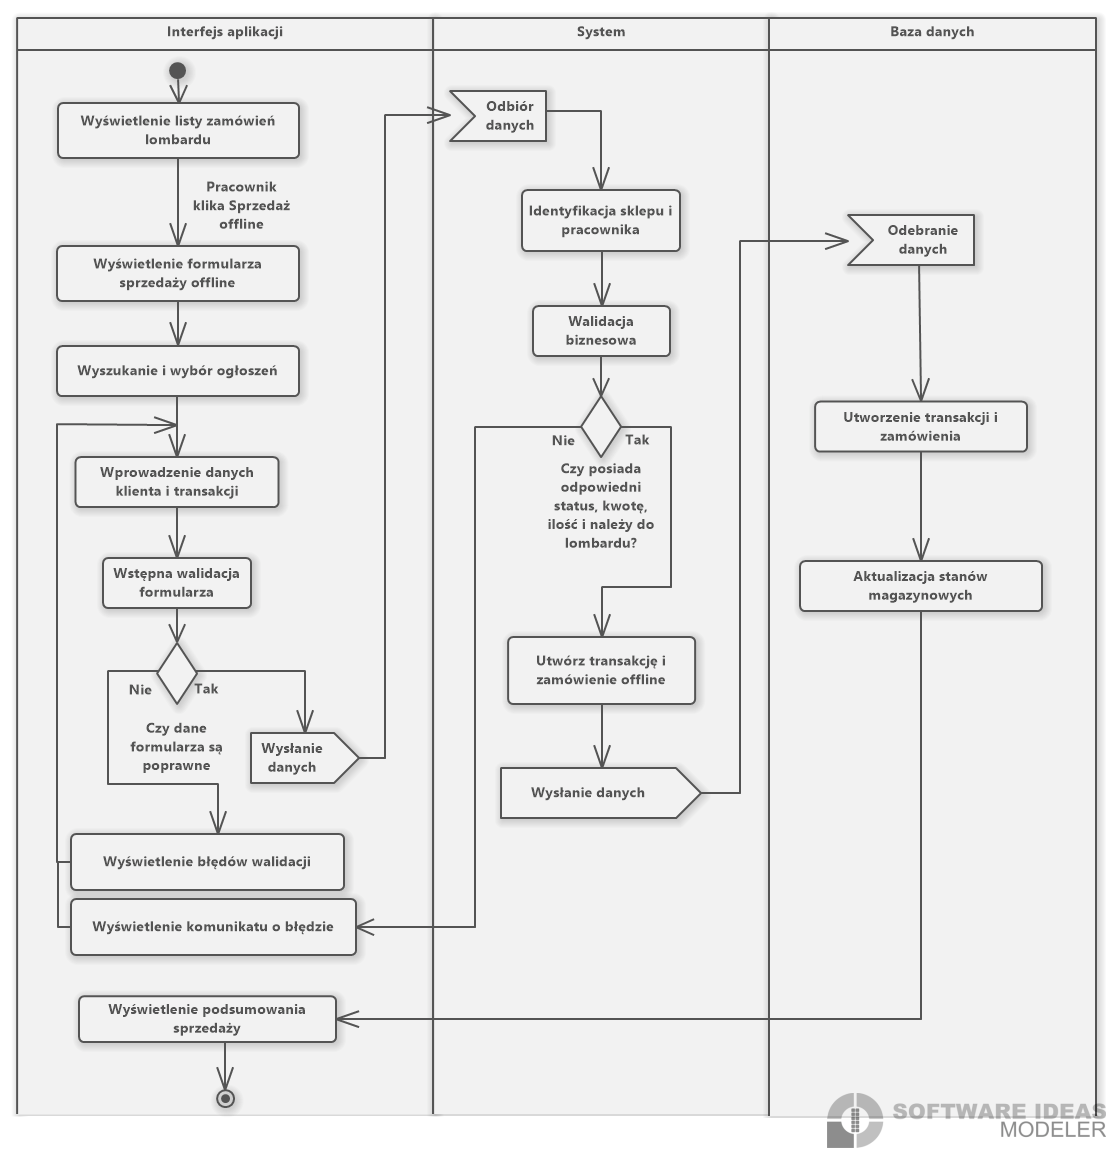 Interfejs aplikacji
System
Baza danych
Wyświetlenie listy zamówień
lombardu
Pracownik
klika Sprzedaż
offline
Wyświetlenie formularza
sprzedaży offline
Wyszukanie i wybór ogłoszeń
Wprowadzenie danych
klienta i transakcji
Wstępna walidacja
formularza
Nie
Tak
Czy dane
formularza są
poprawne
Wysłanie
danych
Wyświetlenie błędów walidacji
Wyświetlenie komunikatu o błędzie
Wyświetlenie podsumowania
sprzedaży
Odbiór
danych
Identyfikacja sklepu i
pracownika
Walidacja
biznesowa
Nie
Tak
Czy posiada
odpowiedni
status, kwotę,
ilość i należy do
lombardu?
Utwórz transakcję i
zamówienie offline
Wysłanie danych
Odebranie
danych
Utworzenie transakcji i
zamówienia
Aktualizacja stanów
magazynowych
SOFTWARE IDEAS
MODELER